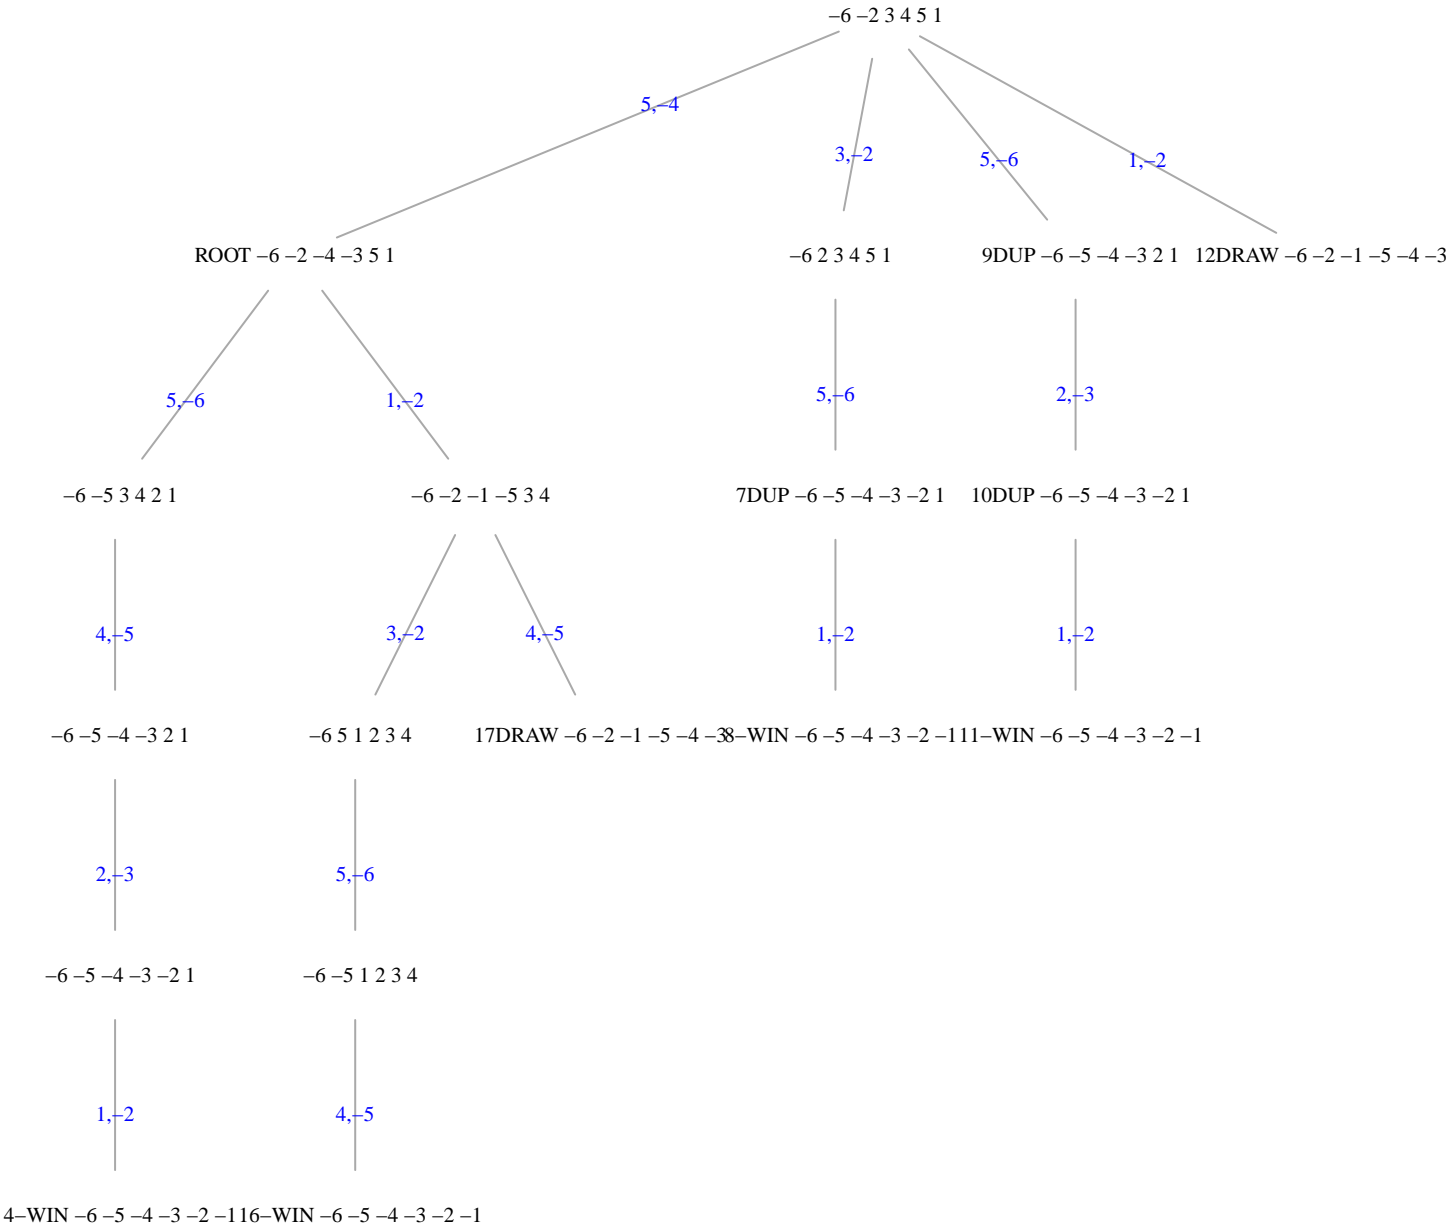 −6 −2 3 4 5 1
5,−4
3,−2
5,−6
1,−2
ROOT −6 −2 −4 −3 5 1
−6 2 3 4 5 1
9DUP −6 −5 −4 −3 2 1
12DRAW −6 −2 −1 −5 −4 −3
5,−6
1,−2
5,−6
2,−3
−6 −5 3 4 2 1
−6 −2 −1 −5 3 4
7DUP −6 −5 −4 −3 −2 1
10DUP −6 −5 −4 −3 −2 1
4,−5
3,−2
4,−5
1,−2
1,−2
−6 −5 −4 −3 2 1
−6 5 1 2 3 4
17DRAW −6 −2 −1 −5 −4 −3
8−WIN −6 −5 −4 −3 −2 −1
11−WIN −6 −5 −4 −3 −2 −1
2,−3
5,−6
−6 −5 −4 −3 −2 1
−6 −5 1 2 3 4
1,−2
4,−5
4−WIN −6 −5 −4 −3 −2 −1
16−WIN −6 −5 −4 −3 −2 −1